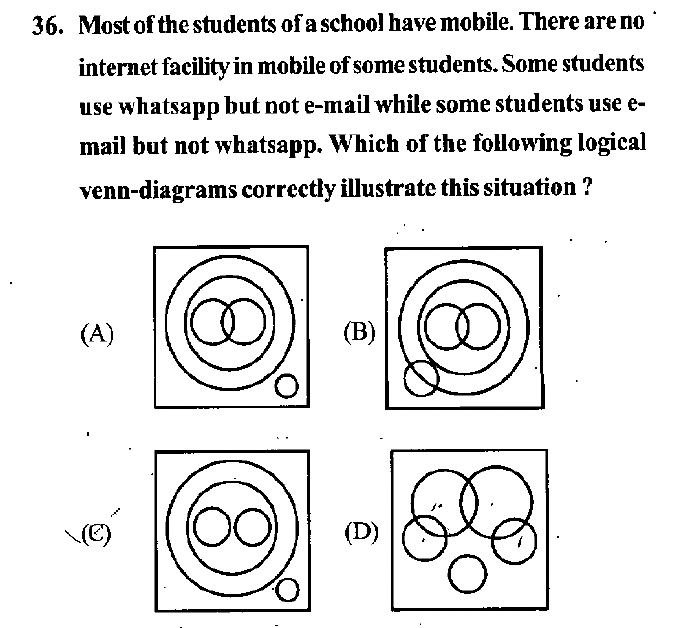 36. Most of the students of a school have mobile. There are no
internet facility in mobile of some students. Some students
use whatsapp but not e-mail while some students use e-
mail but not whatsapp. Which of the following logical
venn-diagrams correctly illustrate this situation ?
(A)
(B)
(C)
(D)